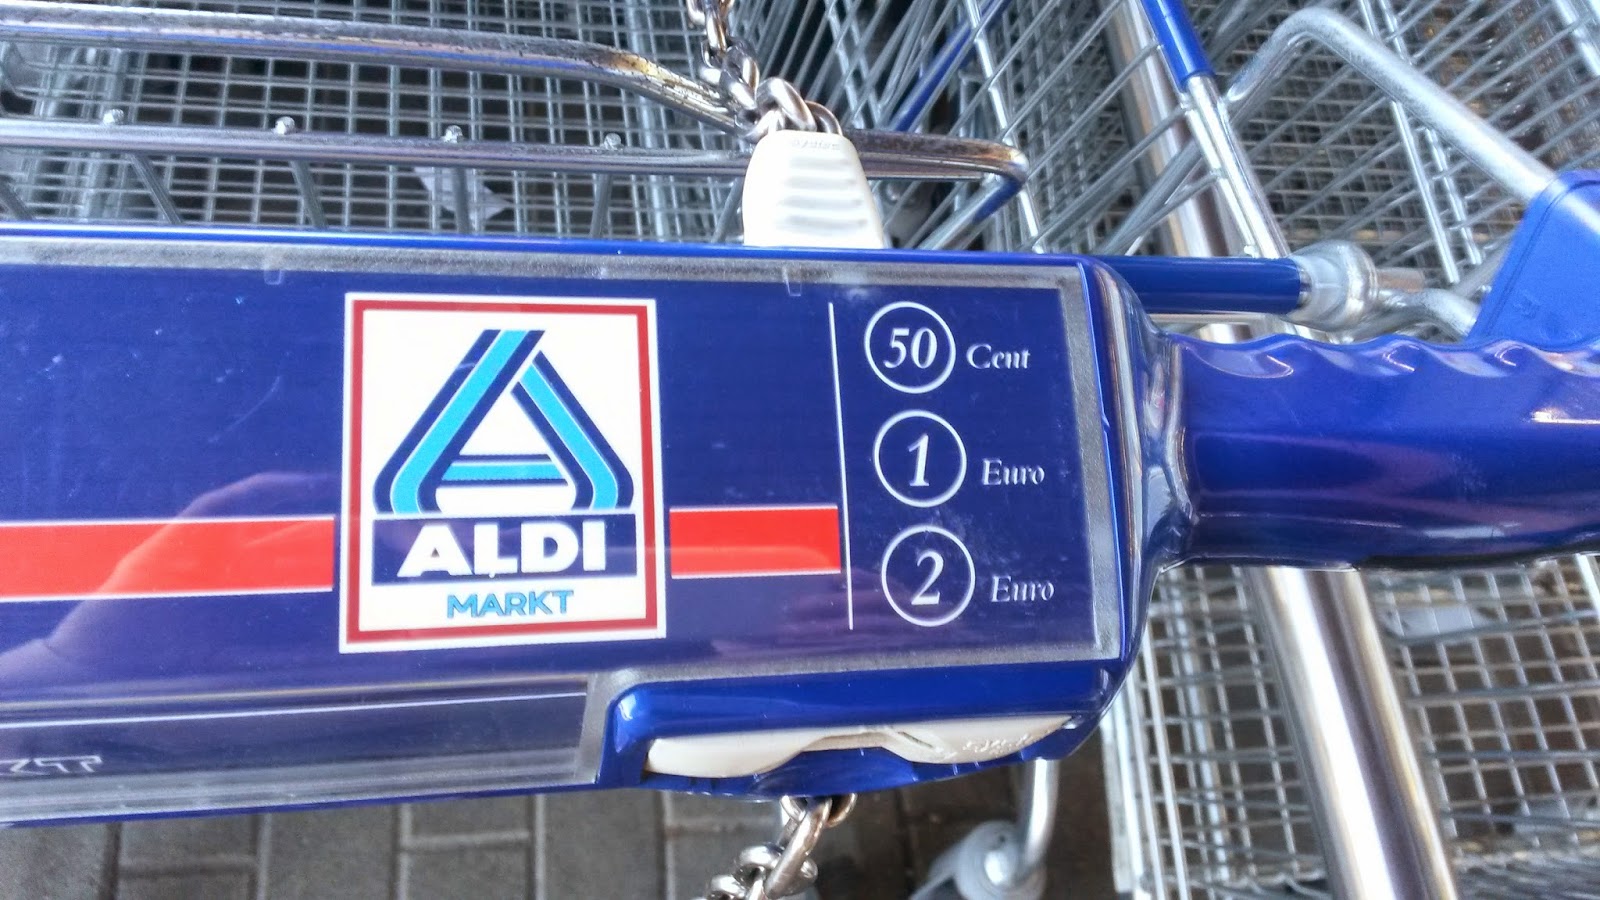 ALDI
MARKT
50 Cent
1 Euro
2 Euro